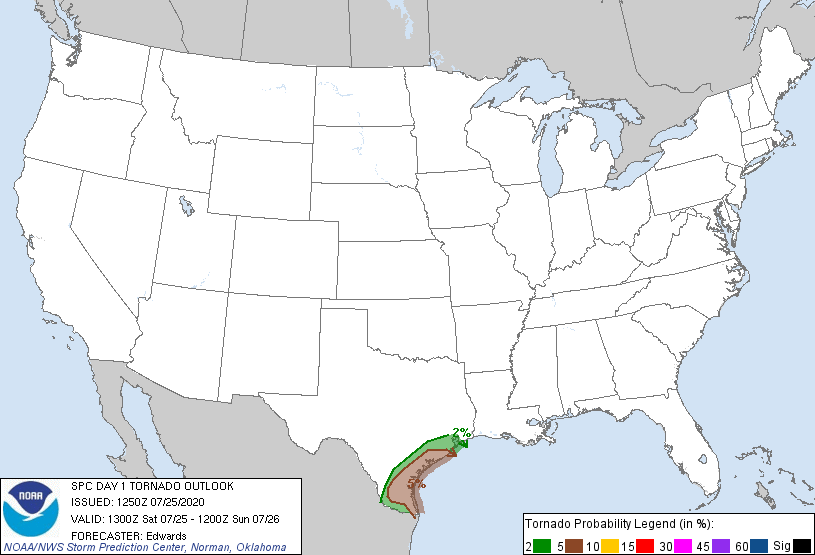 2%
5%
NOAA
SPC DAY 1 TORNADO OUTLOOK
ISSUED: 1250Z 07/25/2020
VALID: 1300Z Sat 07/25 - 1200Z Sun 07/26
FORECASTER: Edwards
NOAA/NWS Storm Prediction Center, Norman, Oklahoma
Tornado Probability Legend (in %):
2 5 10 15 30 45 60 Sig